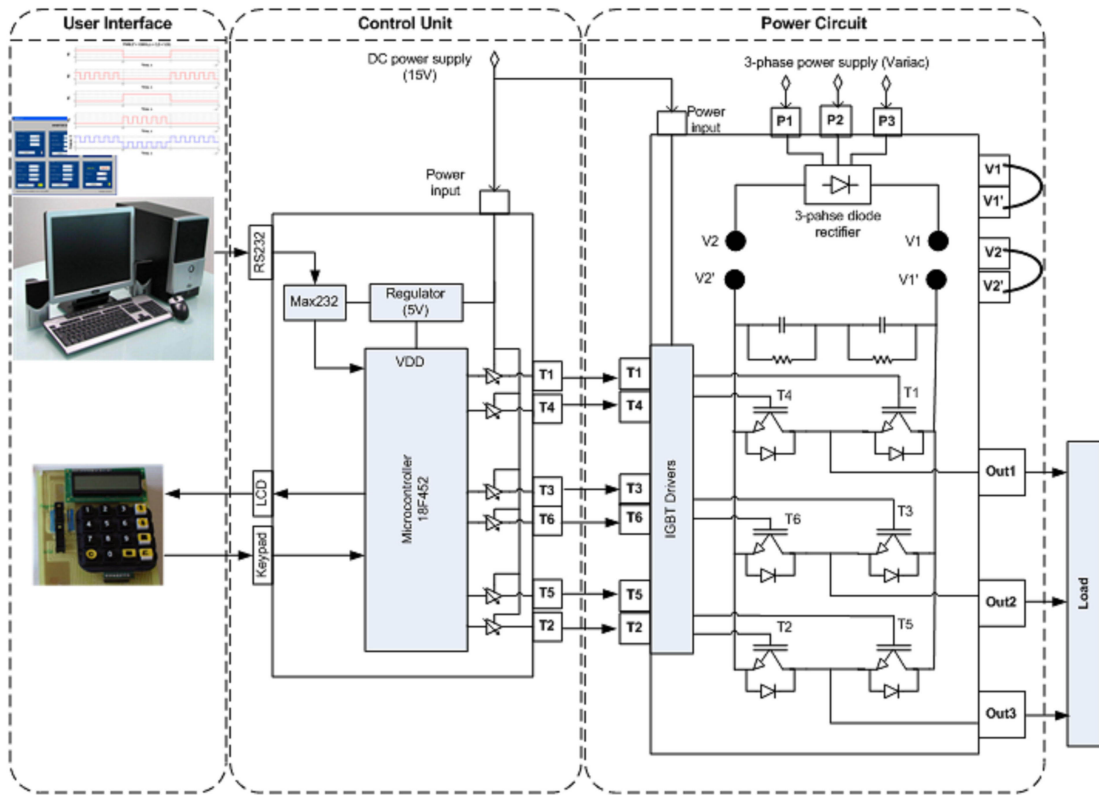 User Interface
Control Unit
Power Circuit
DC power supply
(15V)
3-phase power supply (Variac)
Power
input
P1
P2
P3
Power
input
V1
V1'
3-pahse diode
rectifier
V2
V1
V2
V2'
V2'
V1'
RS232
Max232
Regulator
(5V)
VDD
Microcontroller
18F452
LCD
Keypad
T1
T4
T3
T6
T5
T2
T1
T4
T3
T6
T5
T2
IGBT Drivers
T4
T1
T6
T3
T2
T5
Out1
Out2
Out3
Load